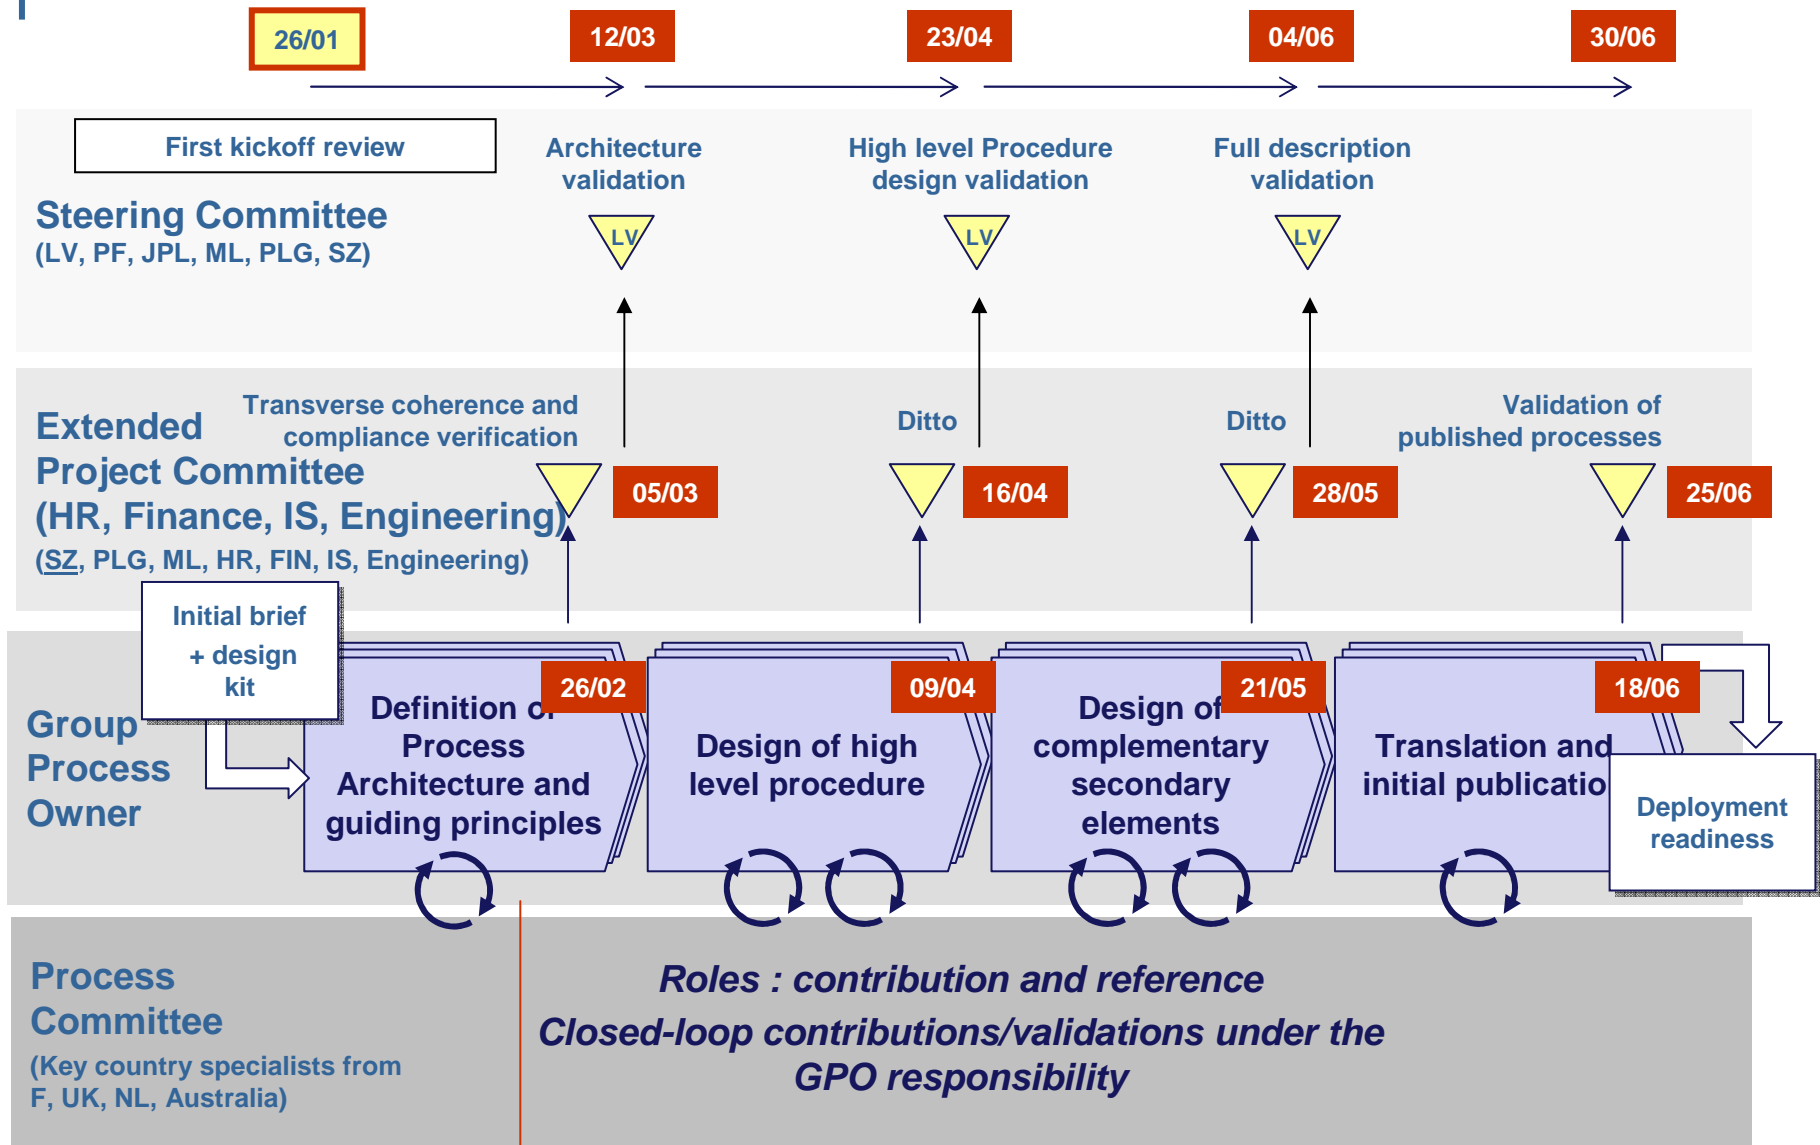 26/01
12/03
23/04
04/06
30/06
First kickoff review
Architecture
validation
High level Procedure
design validation
Full description
validation
Steering Committee
(LV, PF, JPL, ML, PLG, SZ)
LV
LV
LV
Transverse coherence and
compliance verification
Ditto
Ditto
Validation of
published processes
Extended
Project Committee
(HR, Finance, IS, Engineering)
(SZ, PLG, ML, HR, FIN, IS, Engineering)
05/03
16/04
28/05
25/06
Initial brief
+ design
kit
Group
Process
Owner
26/02
Definition of
Process
Architecture and
guiding principles
09/04
Design of high
level procedure
21/05
Design of
complementary
secondary
elements
18/06
Translation and
initial publicatio
Deployment
readiness
Process
Committee
(Key country specialists from
F, UK, NL, Australia)
Roles : contribution and reference
Closed-loop contributions/validations under the
GPO responsibility